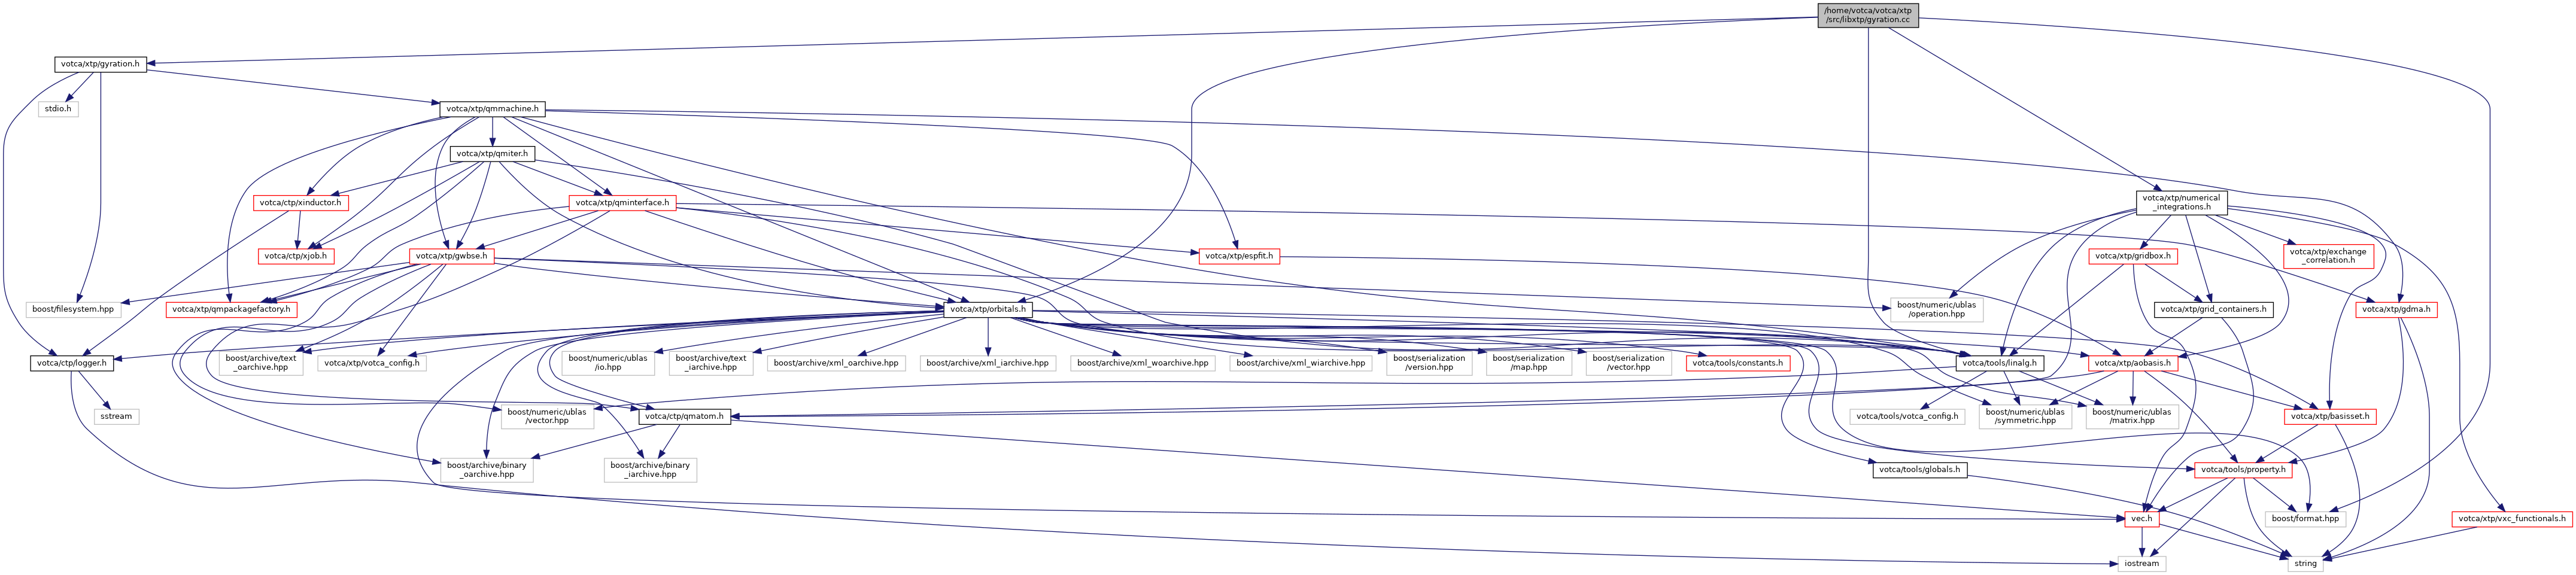 /home/votca/votca/xtp
/src/libxtp/gyration.cc
votca/xtp/gyration.h
stdio.h
votca/xtp/qmmachine.h
votca/xtp/qmiter.h
votca/ctp/xinductor.h
votca/xtp/qminterface.h
votca/xtp/numerical
_integrations.h
votca/ctp/xjob.h
votca/xtp/gwbse.h
votca/xtp/espfit.h
votca/xtp/gridbox.h
votca/xtp/exchange
_correlation.h
boost/filesystem.hpp
votca/xtp/qmpackagefactory.h
votca/xtp/orbitals.h
boost/numeric/ublas
/operation.hpp
votca/xtp/grid_containers.h
votca/xtp/gdma.h
votca/ctp/logger.h
boost/archive/text
_oarchive.hpp
votca/xtp/votca_config.h
boost/numeric/ublas
/io.hpp
boost/archive/text
_iarchive.hpp
boost/archive/xml_oarchive.hpp
boost/archive/xml_iarchive.hpp
boost/archive/xml_woarchive.hpp
boost/archive/xml_wiarchive.hpp
boost/serialization
/version.hpp
boost/serialization
/map.hpp
boost/serialization
/vector.hpp
votca/tools/constants.h
votca/tools/linalg.h
votca/xtp/aobasis.h
sstream
boost/numeric/ublas
/vector.hpp
votca/ctp/qmatom.h
votca/tools/votca_config.h
boost/numeric/ublas
/symmetric.hpp
boost/numeric/ublas
/matrix.hpp
votca/xtp/basisset.h
boost/archive/binary
_oarchive.hpp
boost/archive/binary
_iarchive.hpp
votca/tools/globals.h
votca/tools/property.h
vec.h
boost/format.hpp
votca/xtp/vxc_functionals.h
iostream
string